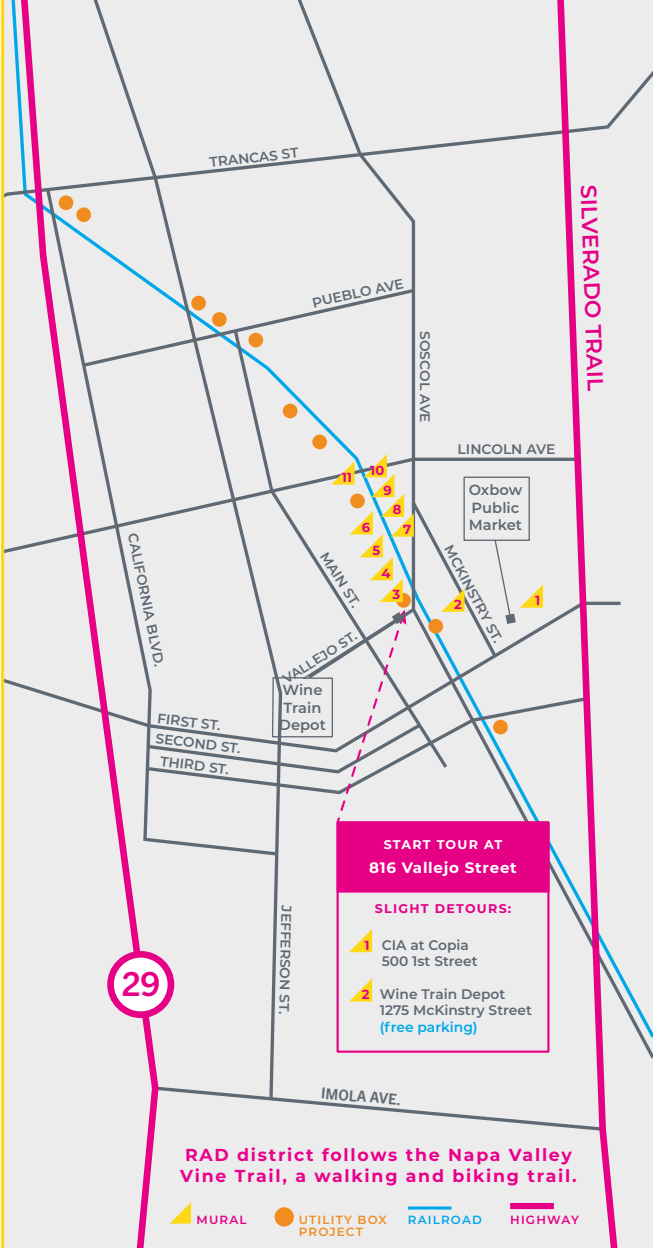 TRANCAS ST
SILVERADO TRAIL
PUEBLO AVE
SOSCOL AVE
LINCOLN AVE
10
11
9
8
7
6
5
4
3
2
1
Oxbow
Public
Market
CALIFORNIA BLVD.
MAIN ST.
MCKINSTRY ST.
VALLEJO ST.
Wine
Train
Depot
FIRST ST.
SECOND ST.
THIRD ST.
START TOUR AT
816 Vallejo Street
SLIGHT DETOURS:
1 CIA at Copia
500 1st Street
2 Wine Train Depot
1275 McKinstry Street
(free parking)
JEFFERSON ST.
29
IMOLA AVE.
RAD district follows the Napa Valley
Vine Trail, a walking and biking trail.
MURAL
UTILITY BOX
PROJECT
RAILROAD
HIGHWAY